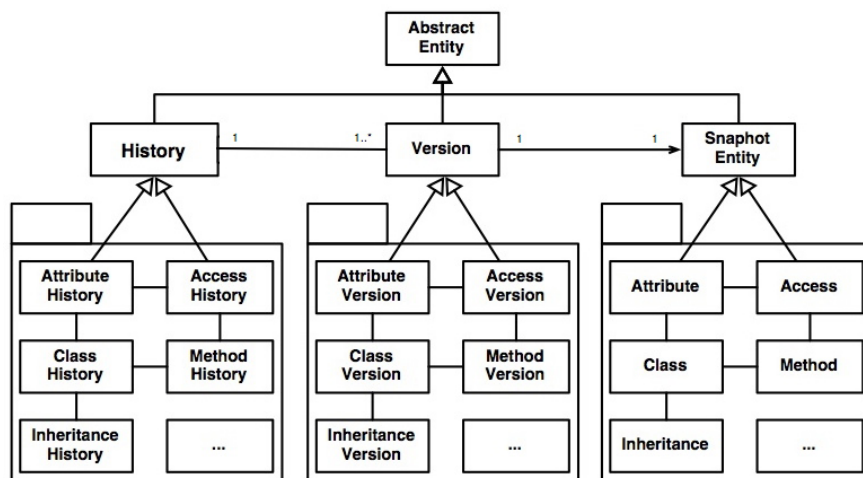 Abstract
Entity
History
1
1..*
Version
1
1
Snaphot
Entity
Attribute
History
Access
History
Attribute
Version
Access
Version
Attribute
Access
Class
History
Method
History
Class
Version
Method
Version
Class
Method
Inheritance
History
...
Inheritance
Version
...
Inheritance
...